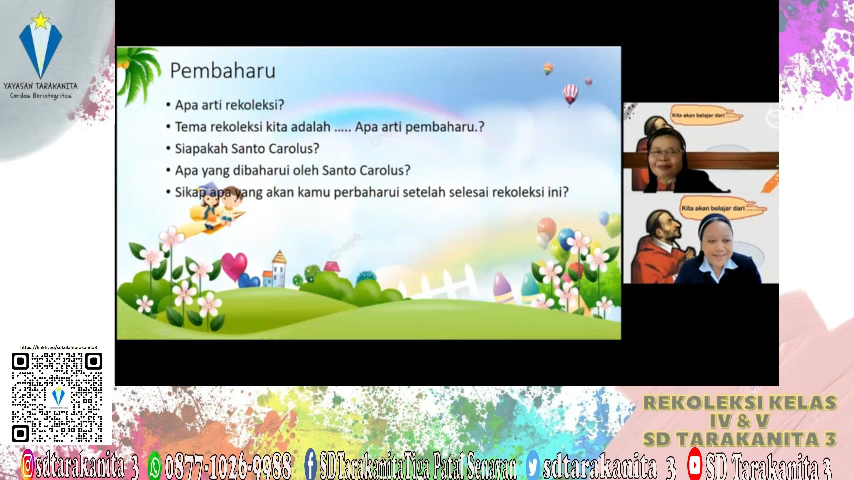 YAYASAN TARAKANITA
Cerdas Berintegritas
Pembaharu
• Apa arti rekoleksi?
• Tema rekoleksi kita adalah ..... Apa arti pembaharu.?
• Siapakah Santo Carolus?
• Apa yang dibaharui oleh Santo Carolus?
• Sikap apa yang akan kamu perbaharui setelah selesai rekoleksi ini?
Kita akan belajar dari
Kita akan belajar dari ........
REKOLEKSI KELAS
IV & V
SD TARAKANITA 3
sdtarakanita 3 0877-1026-9988 SDTarakanitaTiga Patal Senayan sdtarakanita 3 SD Tarakanita 3